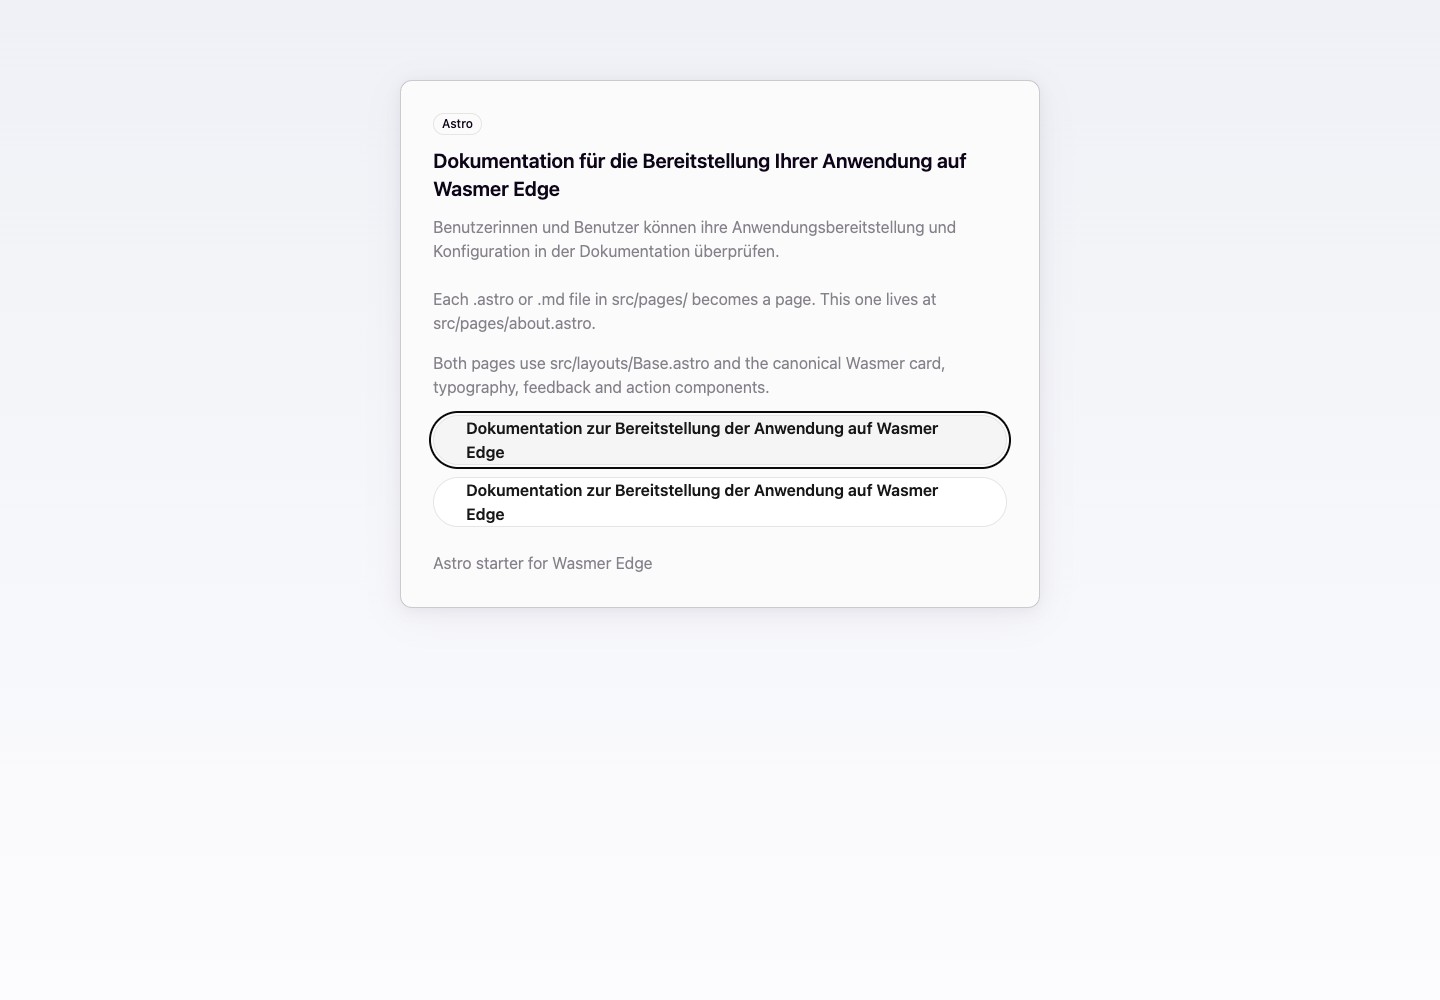 Astro
Dokumentation für die Bereitstellung Ihrer Anwendung auf
Wasmer Edge
Benutzerinnen und Benutzer können ihre Anwendungsbereitstellung und
Konfiguration in der Dokumentation überprüfen.
Each .astro or .md file in src/pages/ becomes a page. This one lives at
src/pages/about.astro.
Both pages use src/layouts/Base.astro and the canonical Wasmer card,
typography, feedback and action components.
Dokumentation zur Bereitstellung der Anwendung auf Wasmer
Edge
Dokumentation zur Bereitstellung der Anwendung auf Wasmer
Edge
Astro starter for Wasmer Edge